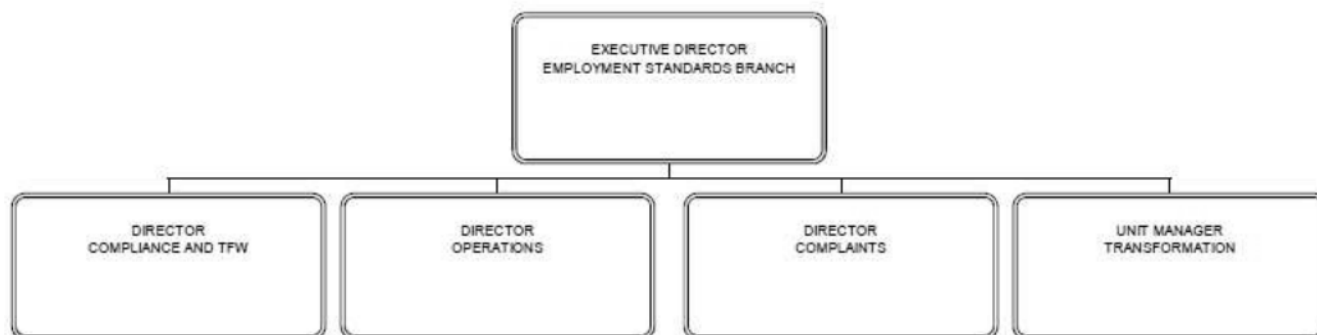 EXECUTIVE DIRECTOR
EMPLOYMENT STANDARDS BRANCH
DIRECTOR
COMPLIANCE AND TFW
DIRECTOR
OPERATIONS
DIRECTOR
COMPLAINTS
UNIT MANAGER
TRANSFORMATION